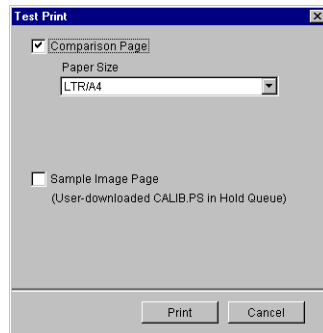 Test Print
Comparison Page
Paper Size
LTR/A4
Sample Image Page
(User-downloaded CALIB.PS in Hold Queue)
Print Cancel